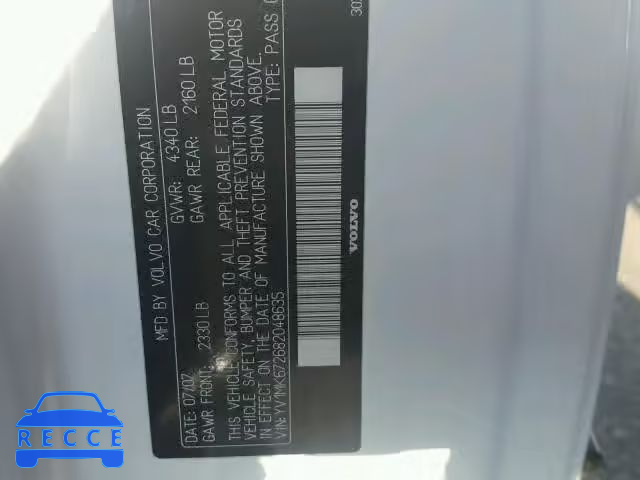 MFD BY VOLVO CAR CORPORATION
DATE: 07/07 GVWR: 4340 LB
GAWR FRONT: 2330 LB GAWR REAR: 2160 LB
THIS VEHICLE CONFORMS TO ALL APPLICABLE FEDERAL MOTOR
VEHICLE SAFETY, BUMPER AND THEFT PREVENTION STANDARDS
IN EFFECT ON THE DATE OF MANUFACTURE SHOWN ABOVE.
VIN: YV1MK672682048635 TYPE: PASS
VOLVO
RECCE